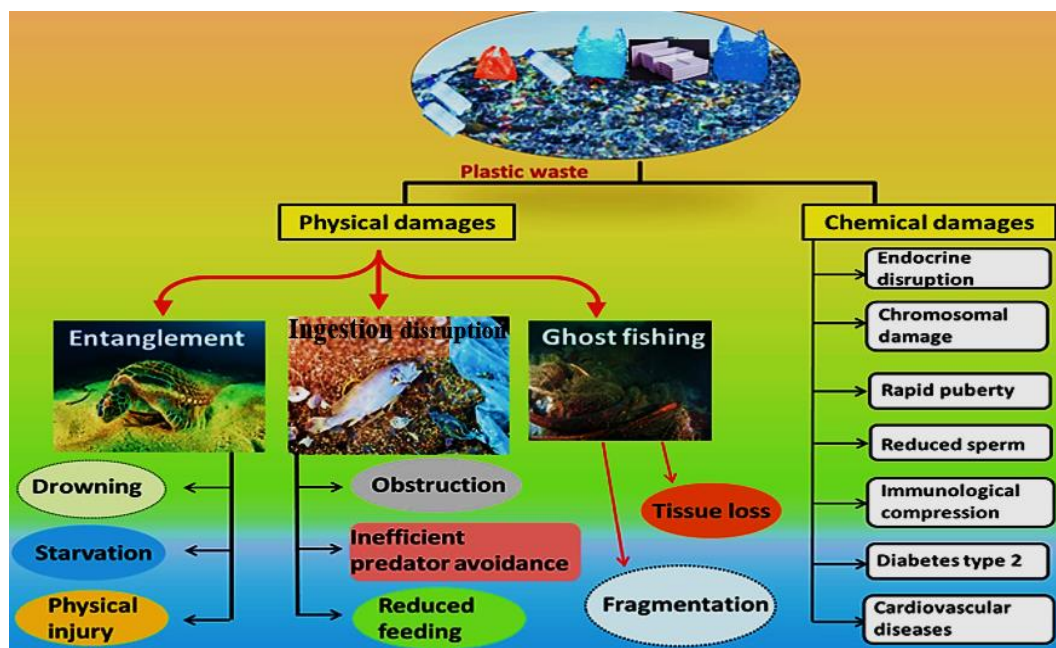 Plastic waste
Physical damages
Chemical damages
Entanglement
Ingestion disruption
Ghost fishing
Drowning
Starvation
Physical
injury
Obstruction
Inefficient
predator avoidance
Reduced
feeding
Tissue loss
Fragmentation
Endocrine
disruption
Chromosomal
damage
Rapid puberty
Reduced sperm
Immunological
compression
Diabetes type 2
Cardiovascular
diseases